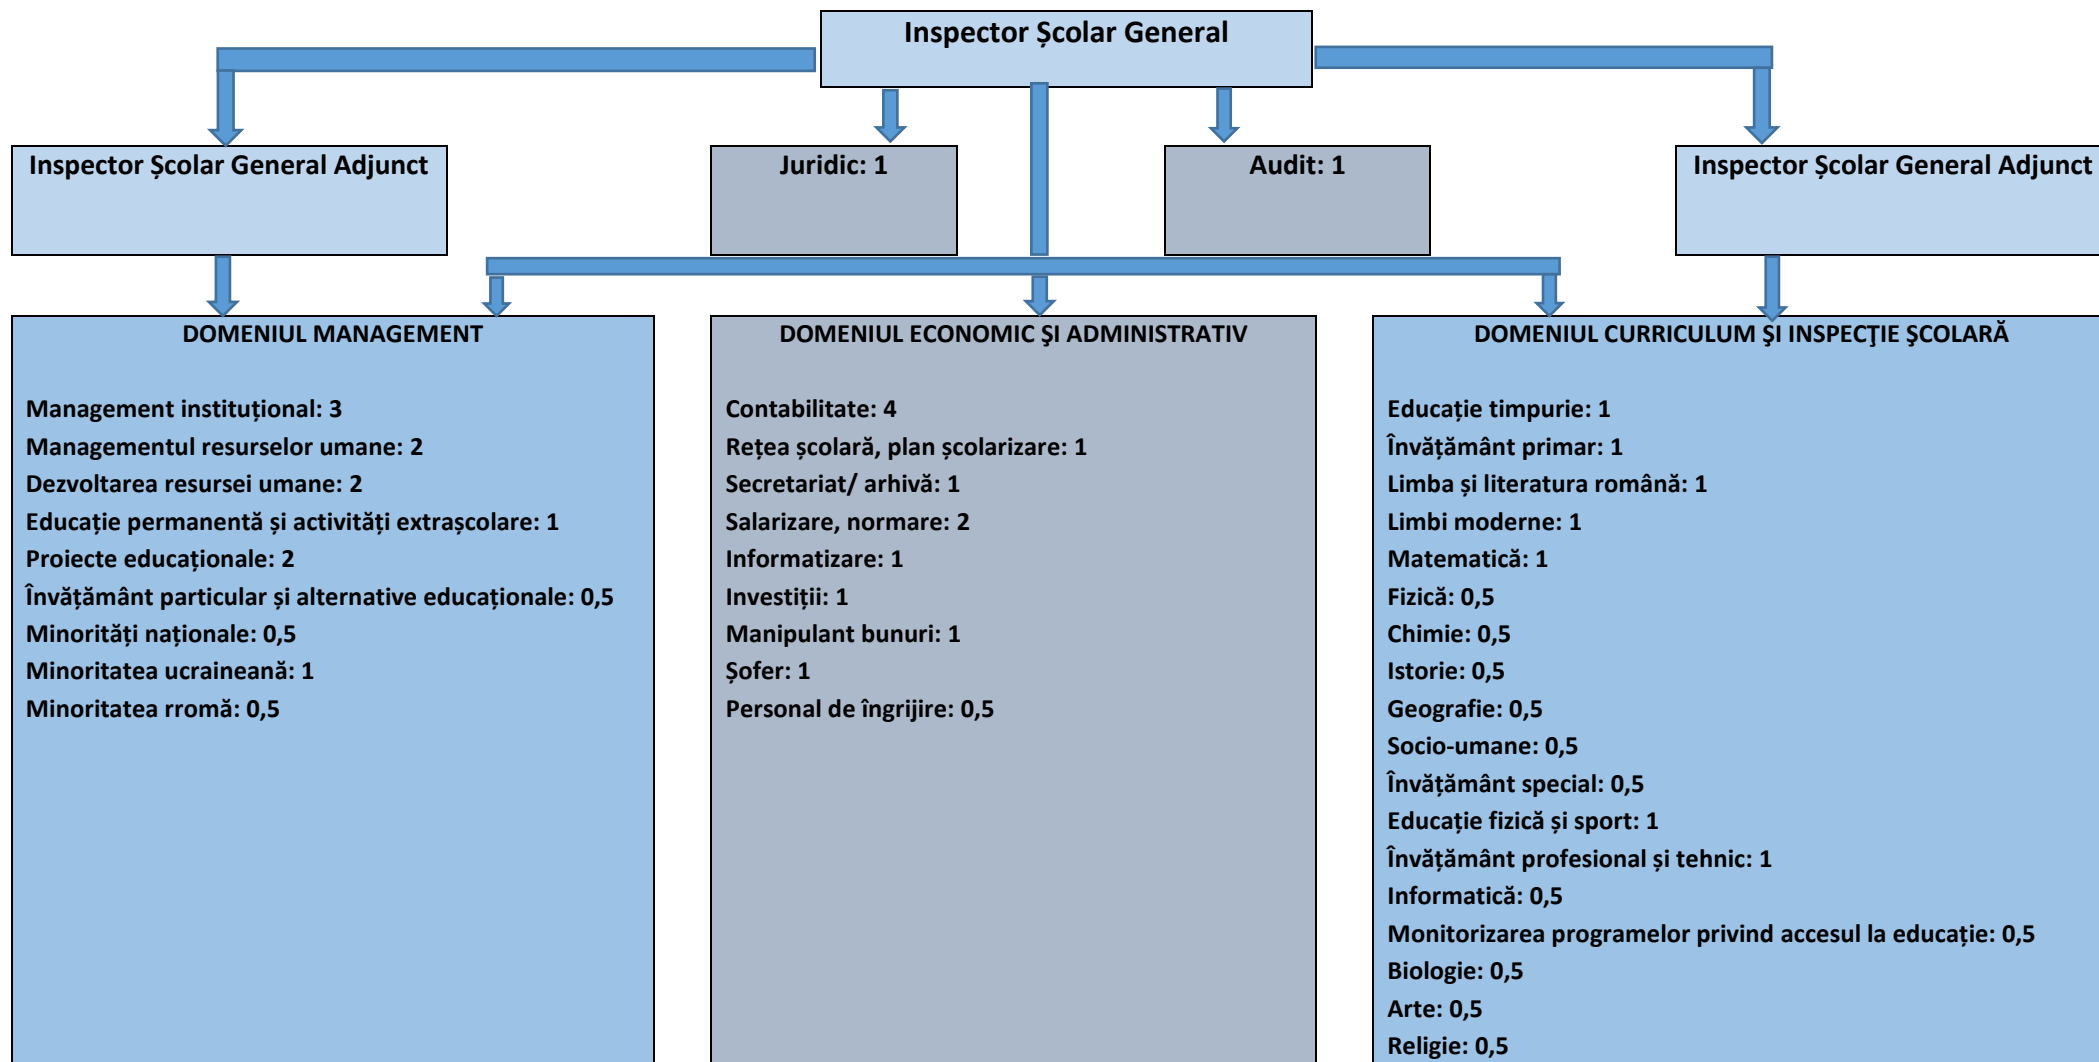 Inspector Școlar General
Inspector Școlar General Adjunct
Juridic: 1
Audit: 1
Inspector Școlar General Adjunct
DOMENIUL MANAGEMENT
Management instituțional: 3
Managementul resurselor umane: 2
Dezvoltarea resursei umane: 2
Educație permanentă și activități extrașcolare: 1
Proiecte educaționale: 2
Învățământ particular și alternative educaționale: 0,5
Minorități naționale: 0,5
Minoritatea ucraineană: 1
Minoritatea rromă: 0,5
DOMENIUL ECONOMIC ŞI ADMINISTRATIV
Contabilitate: 4
Rețea școlară, plan școlarizare: 1
Secretariat/ arhivă: 1
Salarizare, normare: 2
Informatizare: 1
Investiții: 1
Manipulant bunuri: 1
Șofer: 1
Personal de îngrijire: 0,5
DOMENIUL CURRICULUM ŞI INSPECŢIE ŞCOLARĂ
Educație timpurie: 1
Învățământ primar: 1
Limba și literatura română: 1
Limbi moderne: 1
Matematică: 1
Fizică: 0,5
Chimie: 0,5
Istorie: 0,5
Geografie: 0,5
Socio-umane: 0,5
Învățământ special: 0,5
Educație fizică și sport: 1
Învățământ profesional și tehnic: 1
Informatică: 0,5
Monitorizarea programelor privind accesul la educație: 0,5
Biologie: 0,5
Arte: 0,5
Religie: 0,5